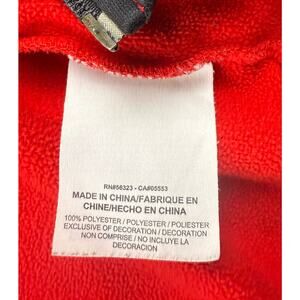 RN#56323 - CA#05553
MADE IN CHINA/FABRIQUE EN
CHINE/HECHO EN CHINA
100% POLYESTER / POLYESTER / POLIESTER
EXCLUSIVE OF DECORATION / DECORATION
NON COMPRISE / NO INCLUYE LA
DECORACION